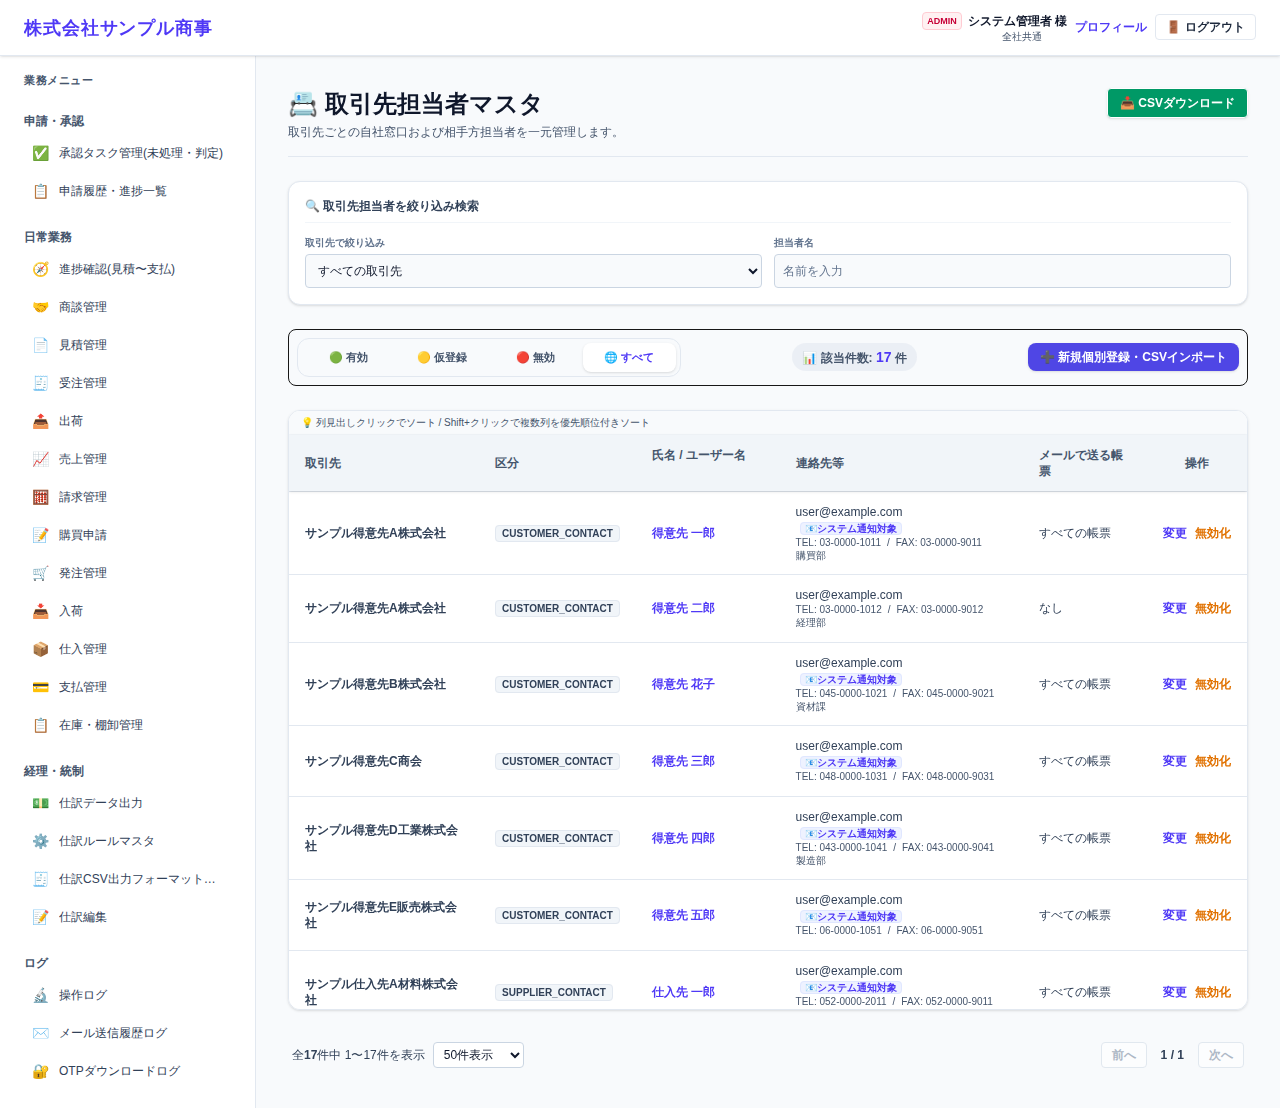 株式会社サンプル商事
ADMIN システム管理者 様
全社共通
プロフィール
ログアウト
業務メニュー
申請・承認
承認タスク管理(未処理・判定)
申請履歴・進捗一覧
日常業務
進捗確認(見積〜支払)
商談管理
見積管理
受注管理
出荷
売上管理
請求管理
購買申請
発注管理
入荷
仕入管理
支払管理
在庫・棚卸管理
経理・統制
仕訳データ出力
仕訳ルールマスタ
仕訳CSV出力フォーマット…
仕訳編集
ログ
操作ログ
メール送信履歴ログ
OTPダウンロードログ
取引先担当者マスタ
取引先ごとの自社窓口および相手方担当者を一元管理します。
CSVダウンロード
取引先担当者を絞り込み検索
取引先で絞り込み
すべての取引先
担当者名
名前を入力
有効
仮登録
無効
すべて
該当件数: 17 件
新規個別登録・CSVインポート
列見出しクリックでソート / Shift+クリックで複数列を優先順位付きソート
取引先 区分 氏名 / ユーザー名 連絡先等 メールで送る帳
票 操作
サンプル得意先A株式会社 CUSTOMER_CONTACT 得意先 一郎
user@example.com
システム通知対象
TEL: 03-0000-1011 / FAX: 03-0000-9011
購買部
すべての帳票 変更 無効化
サンプル得意先A株式会社 CUSTOMER_CONTACT 得意先 二郎
user@example.com
TEL: 03-0000-1012 / FAX: 03-0000-9012
経理部
なし 変更 無効化
サンプル得意先B株式会社 CUSTOMER_CONTACT 得意先 花子
user@example.com
システム通知対象
TEL: 045-0000-1021 / FAX: 045-0000-9021
資材課
すべての帳票 変更 無効化
サンプル得意先C商会 CUSTOMER_CONTACT 得意先 三郎
user@example.com
システム通知対象
TEL: 048-0000-1031 / FAX: 048-0000-9031
すべての帳票 変更 無効化
サンプル得意先D工業株式会
社 CUSTOMER_CONTACT 得意先 四郎
user@example.com
システム通知対象
TEL: 043-0000-1041 / FAX: 043-0000-9041
製造部
すべての帳票 変更 無効化
サンプル得意先E販売株式会
社 CUSTOMER_CONTACT 得意先 五郎
user@example.com
システム通知対象
TEL: 06-0000-1051 / FAX: 06-0000-9051
すべての帳票 変更 無効化
サンプル仕入先A材料株式会
社 SUPPLIER_CONTACT 仕入先 一郎
user@example.com
システム通知対象
TEL: 052-0000-2011 / FAX: 052-0000-9011
すべての帳票 変更 無効化
全17件中 1〜17件を表示 50件表示
前へ 1 / 1 次へ